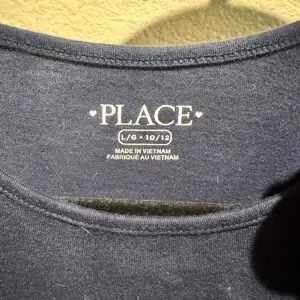 PLACE
L/G • 10/12
MADE IN VIETNAM
FABRIQUÉ AU VIETNAM